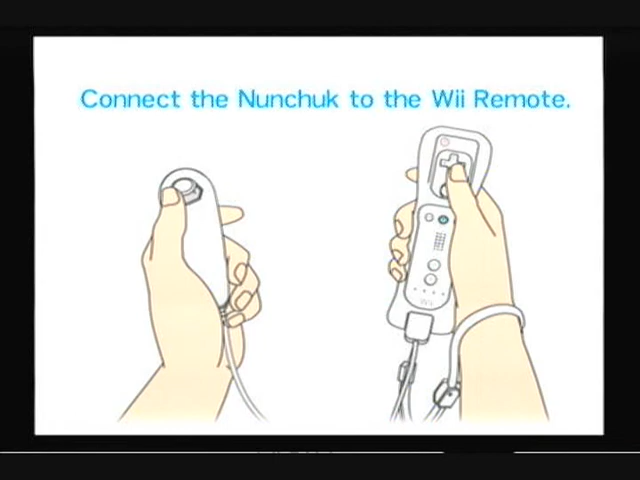 Connect the Nunchuk to the Wii Remote.
Wii